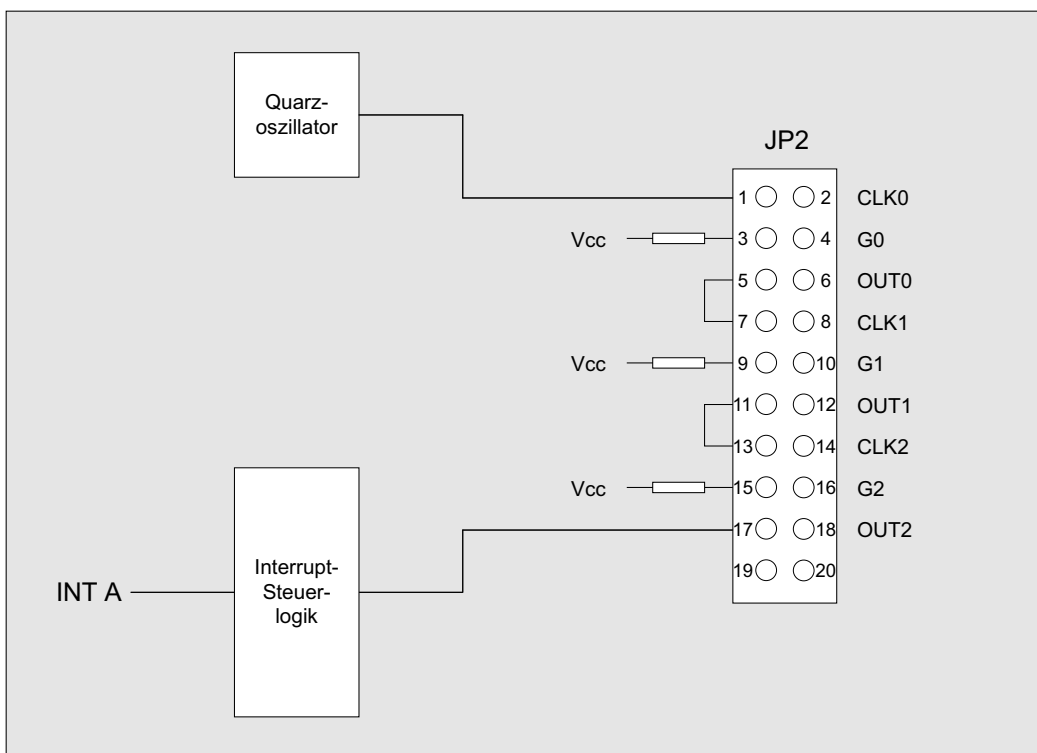 Quarz-
oszillator
JP2
1 2 CLK0
Vcc 3 4 G0
5 6 OUT0
7 8 CLK1
Vcc 9 10 G1
11 12 OUT1
13 14 CLK2
Vcc 15 16 G2
17 18 OUT2
19 20
INT A
Interrupt-
Steuer-
logik